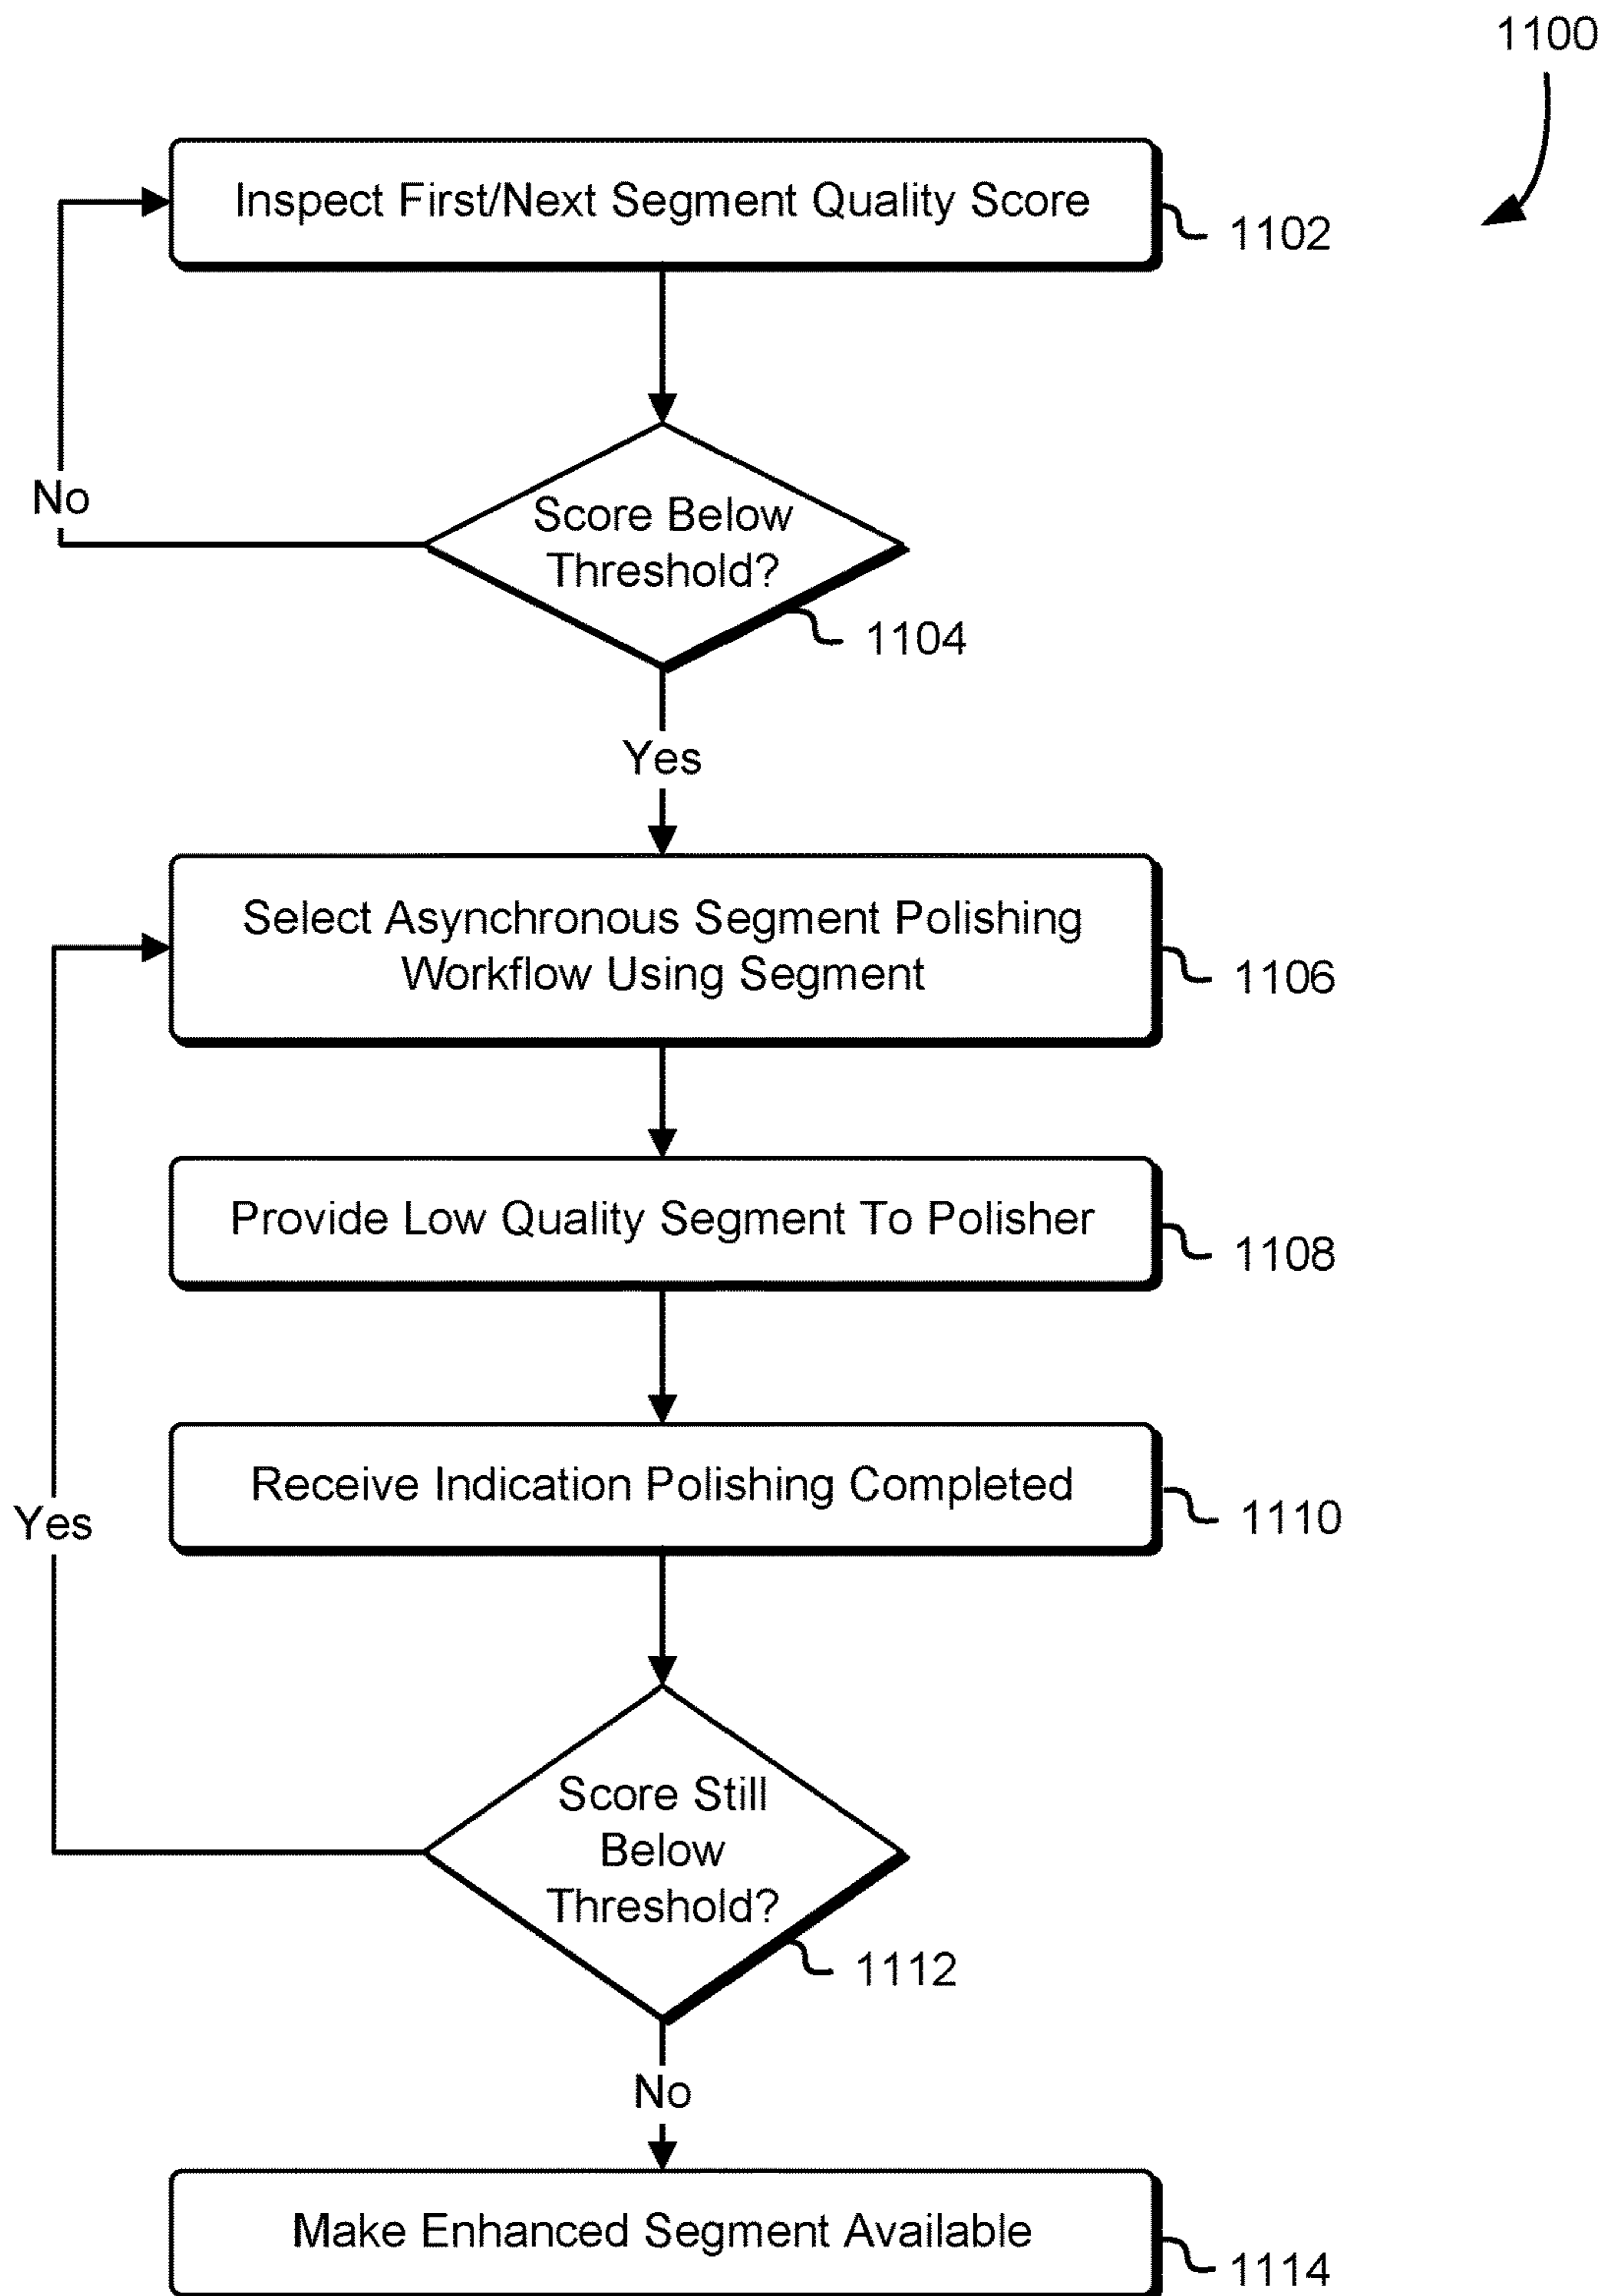 1100
Inspect First/Next Segment Quality Score
1102
No
Score Below
Threshold?
1104
Yes
Select Asynchronous Segment Polishing
Workflow Using Segment
1106
Provide Low Quality Segment To Polisher
1108
Receive Indication Polishing Completed
1110
Yes
Score Still
Below
Threshold?
1112
No
Make Enhanced Segment Available
1114